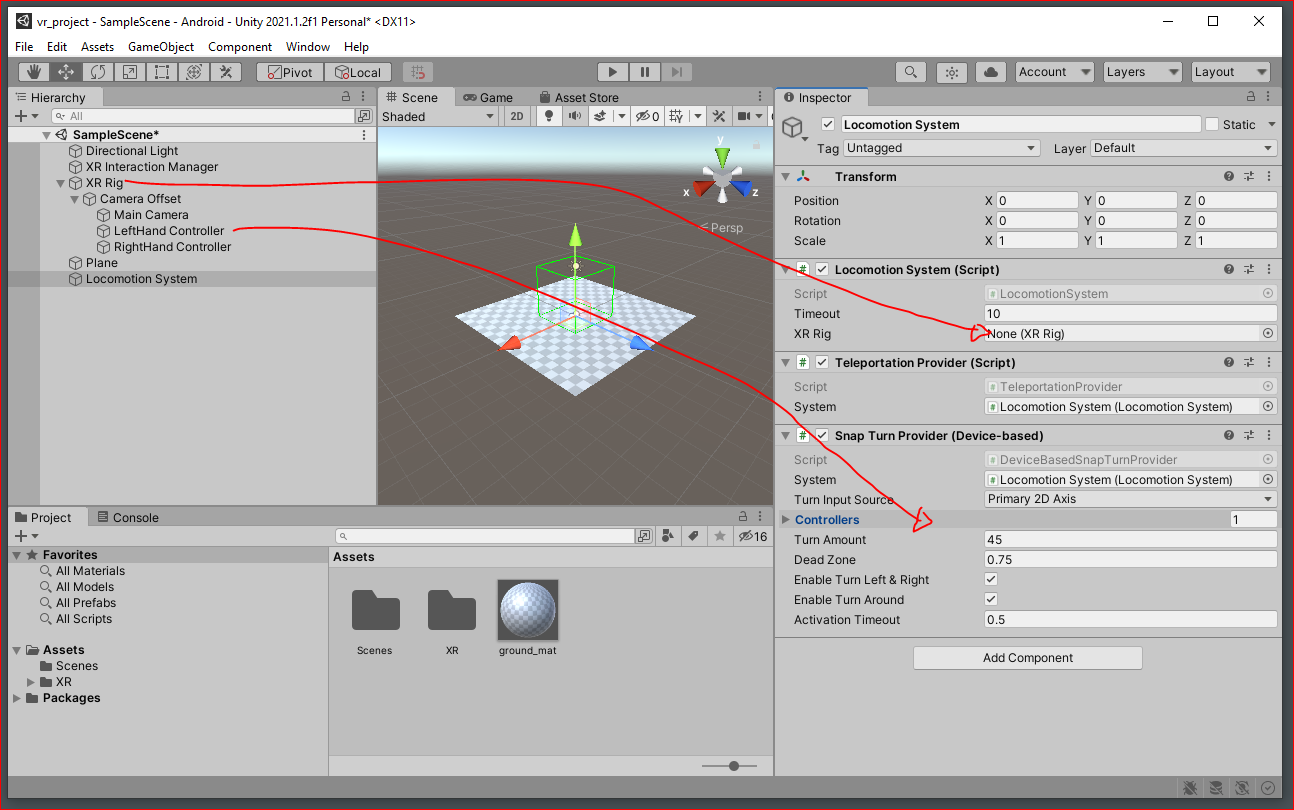 vr_project - SampleScene - Android - Unity 2021.1.2f1 Personal* <DX11>
File Edit Assets GameObject Component Window Help
Pivot Local Account Layers Layout
Hierarchy
All
SampleScene*
Directional Light
XR Interaction Manager
XR Rig
Camera Offset
Main Camera
LeftHand Controller
RightHand Controller
Plane
Locomotion System
Scene Game Asset Store
Shaded 2D 0
y
x z
< Persp
Inspector
Locomotion System Static
Tag Untagged Layer Default
Transform
Position X 0 Y 0 Z 0
Rotation X 0 Y 0 Z 0
Scale X 1 Y 1 Z 1
# Locomotion System (Script)
Script # LocomotionSystem
Timeout 10
XR Rig None (XR Rig)
# Teleportation Provider (Script)
Script # TeleportationProvider
System # Locomotion System (Locomotion System)
# Snap Turn Provider (Device-based)
Script # DeviceBasedSnapTurnProvider
System # Locomotion System (Locomotion System)
Turn Input Source Primary 2D Axis
Controllers 1
Turn Amount 45
Dead Zone 0.75
Enable Turn Left & Right
Enable Turn Around
Activation Timeout 0.5
Add Component
Project Console
16
Favorites
All Materials
All Models
All Prefabs
All Scripts
Assets
Scenes
XR
Packages
Assets
Scenes XR ground_mat